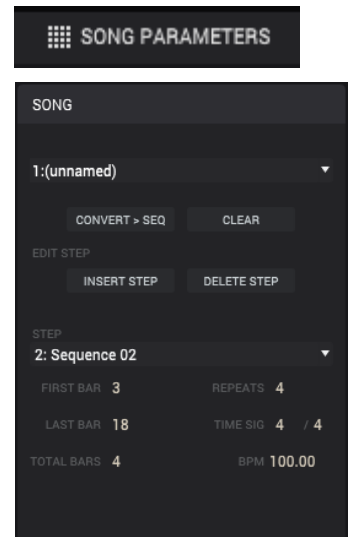 SONG PARAMETERS
SONG
1:(unnamed)
CONVERT > SEQ CLEAR
EDIT STEP
INSERT STEP DELETE STEP
STEP
2: Sequence 02
FIRST BAR 3 REPEATS 4
LAST BAR 18 TIME SIG 4 / 4
TOTAL BARS 4 BPM 100.00